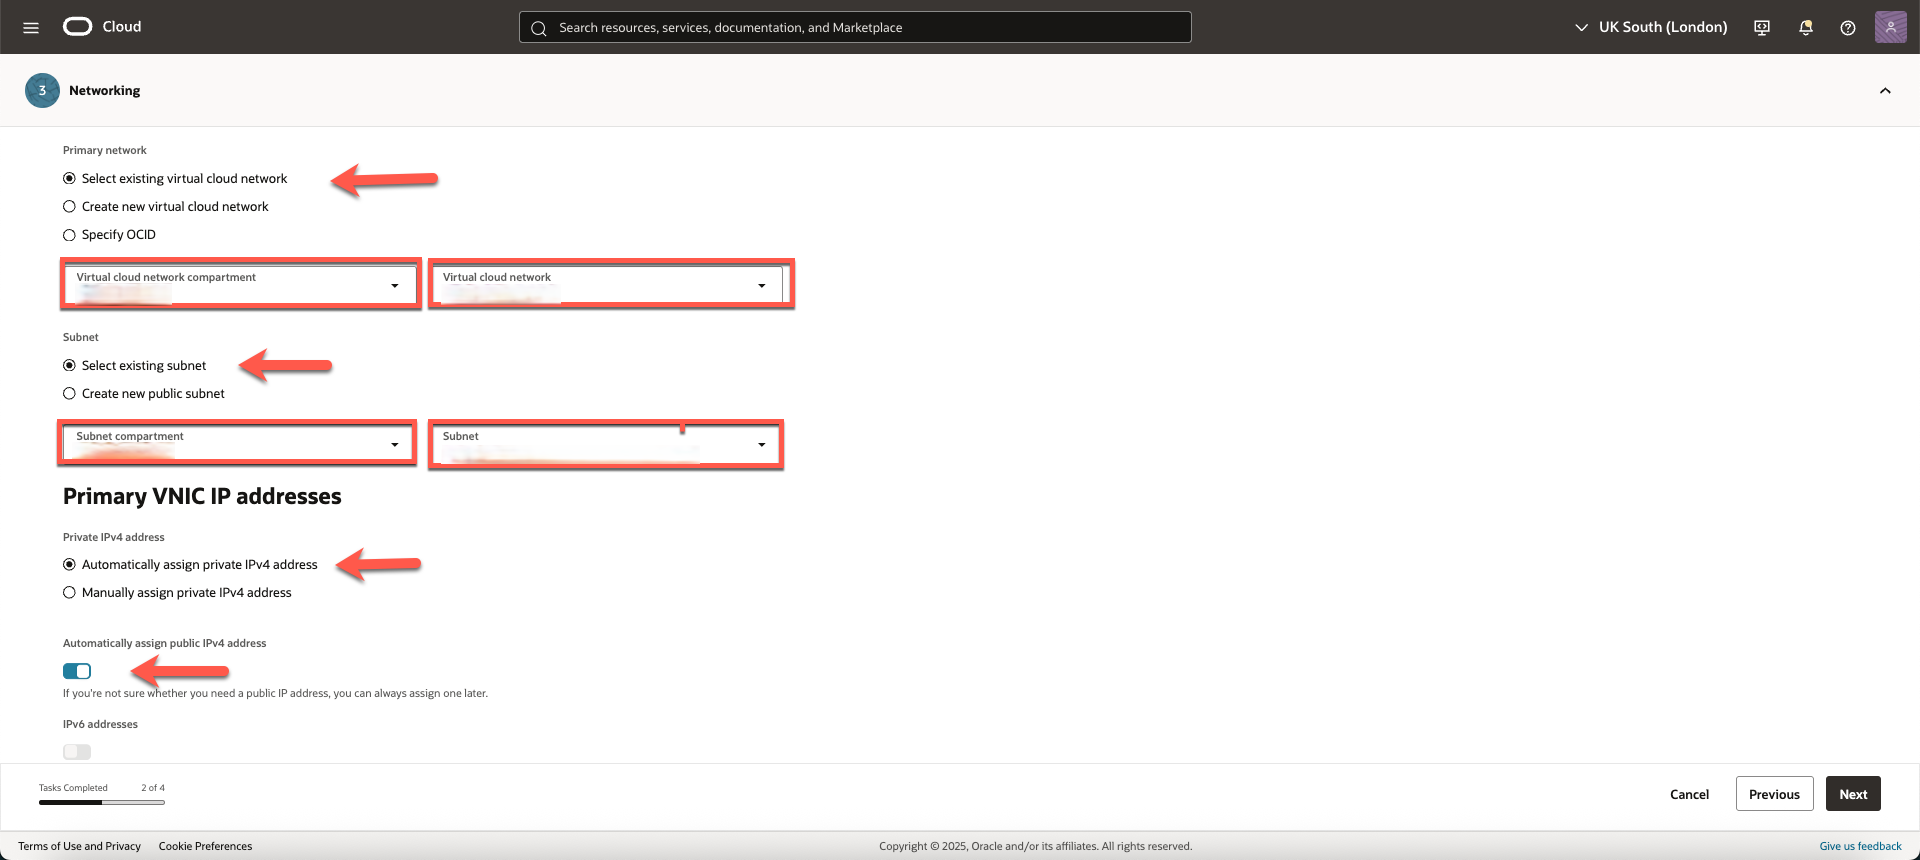 Cloud
Search resources, services, documentation, and Marketplace
UK South (London)
3
Networking
Primary network
Select existing virtual cloud network
Create new virtual cloud network
Specify OCID
Virtual cloud network compartment
Virtual cloud network
Subnet
Select existing subnet
Create new public subnet
Subnet compartment
Subnet
Primary VNIC IP addresses
Private IPv4 address
Automatically assign private IPv4 address
Manually assign private IPv4 address
Automatically assign public IPv4 address
If you're not sure whether you need a public IP address, you can always assign one later.
IPv6 addresses
Tasks Completed 2 of 4
Cancel
Previous
Next
Terms of Use and Privacy
Cookie Preferences
Copyright © 2025, Oracle and/or its affiliates. All rights reserved.
Give us feedback